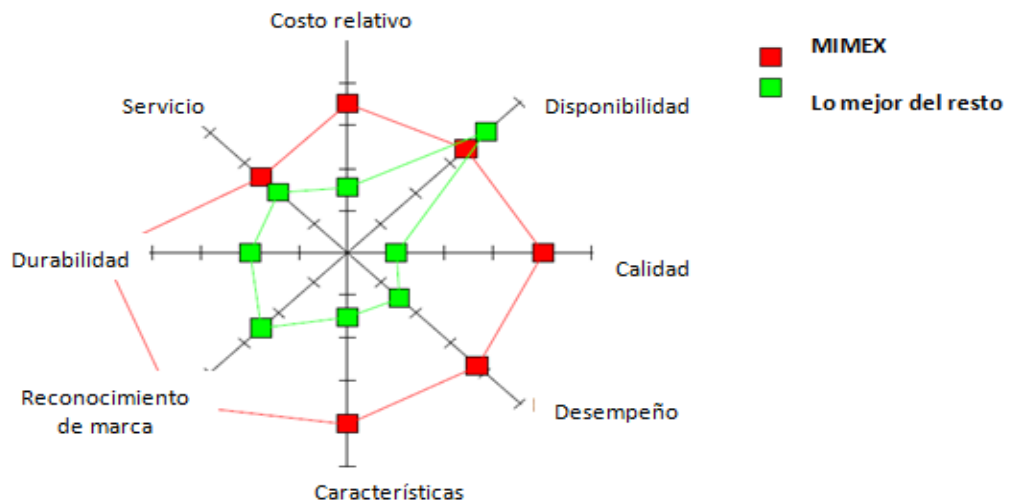 Costo relativo
MIMEX
Lo mejor del resto
Servicio
Disponibilidad
Durabilidad
Calidad
Reconocimiento
de marca
Desempeño
Características